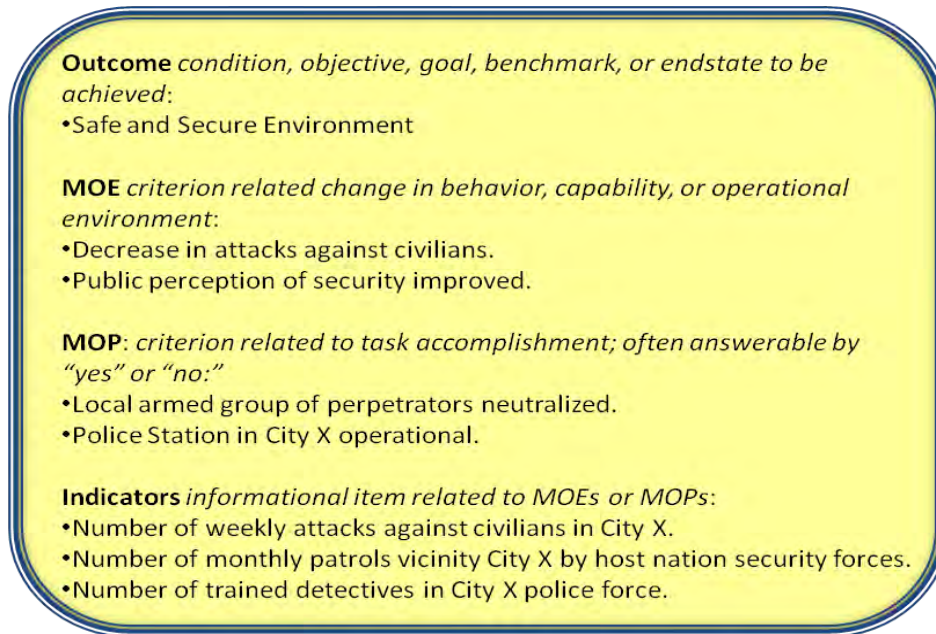 Outcome condition, objective, goal, benchmark, or endstate to be
achieved:
•Safe and Secure Environment
MOE criterion related change in behavior, capability, or operational
environment:
•Decrease in attacks against civilians.
•Public perception of security improved.
MOP: criterion related to task accomplishment; often answerable by
“yes” or “no:”
•Local armed group of perpetrators neutralized.
•Police Station in City X operational.
Indicators informational item related to MOEs or MOPs:
•Number of weekly attacks against civilians in City X.
•Number of monthly patrols vicinity City X by host nation security forces.
•Number of trained detectives in City X police force.